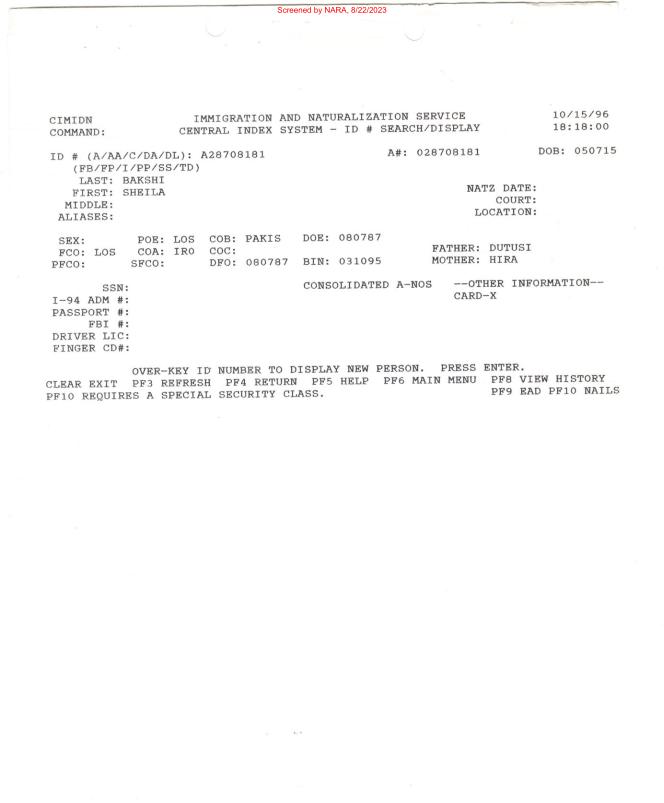 Screened by NARA, 8/22/2023
CIMIDN IMMIGRATION AND NATURALIZATION SERVICE 10/15/96
COMMAND: CENTRAL INDEX SYSTEM - ID # SEARCH/DISPLAY 18:18:00
ID # (A/AA/C/DA/DL): A28708181 A#: 028708181 DOB: 050715
(FB/FP/I/PP/SS/TD)
LAST: BAKSHI
FIRST: SHEILA NATZ DATE:
MIDDLE: COURT:
ALIASES: LOCATION:
SEX: POE: LOS COB: PAKIS DOE: 080787
FCO: LOS COA: IRO COC: FATHER: DUTUSI
PFCO: SFCO: DFO: 080787 BIN: 031095 MOTHER: HIRA
SSN: CONSOLIDATED A-NOS --OTHER INFORMATION--
I-94 ADM #: CARD-X
PASSPORT #:
FBI #:
DRIVER LIC:
FINGER CD#:
OVER-KEY ID NUMBER TO DISPLAY NEW PERSON. PRESS ENTER.
CLEAR EXIT PF3 REFRESH PF4 RETURN PF5 HELP PF6 MAIN MENU PF8 VIEW HISTORY
PF10 REQUIRES A SPECIAL SECURITY CLASS. PF9 EAD PF10 NAILS